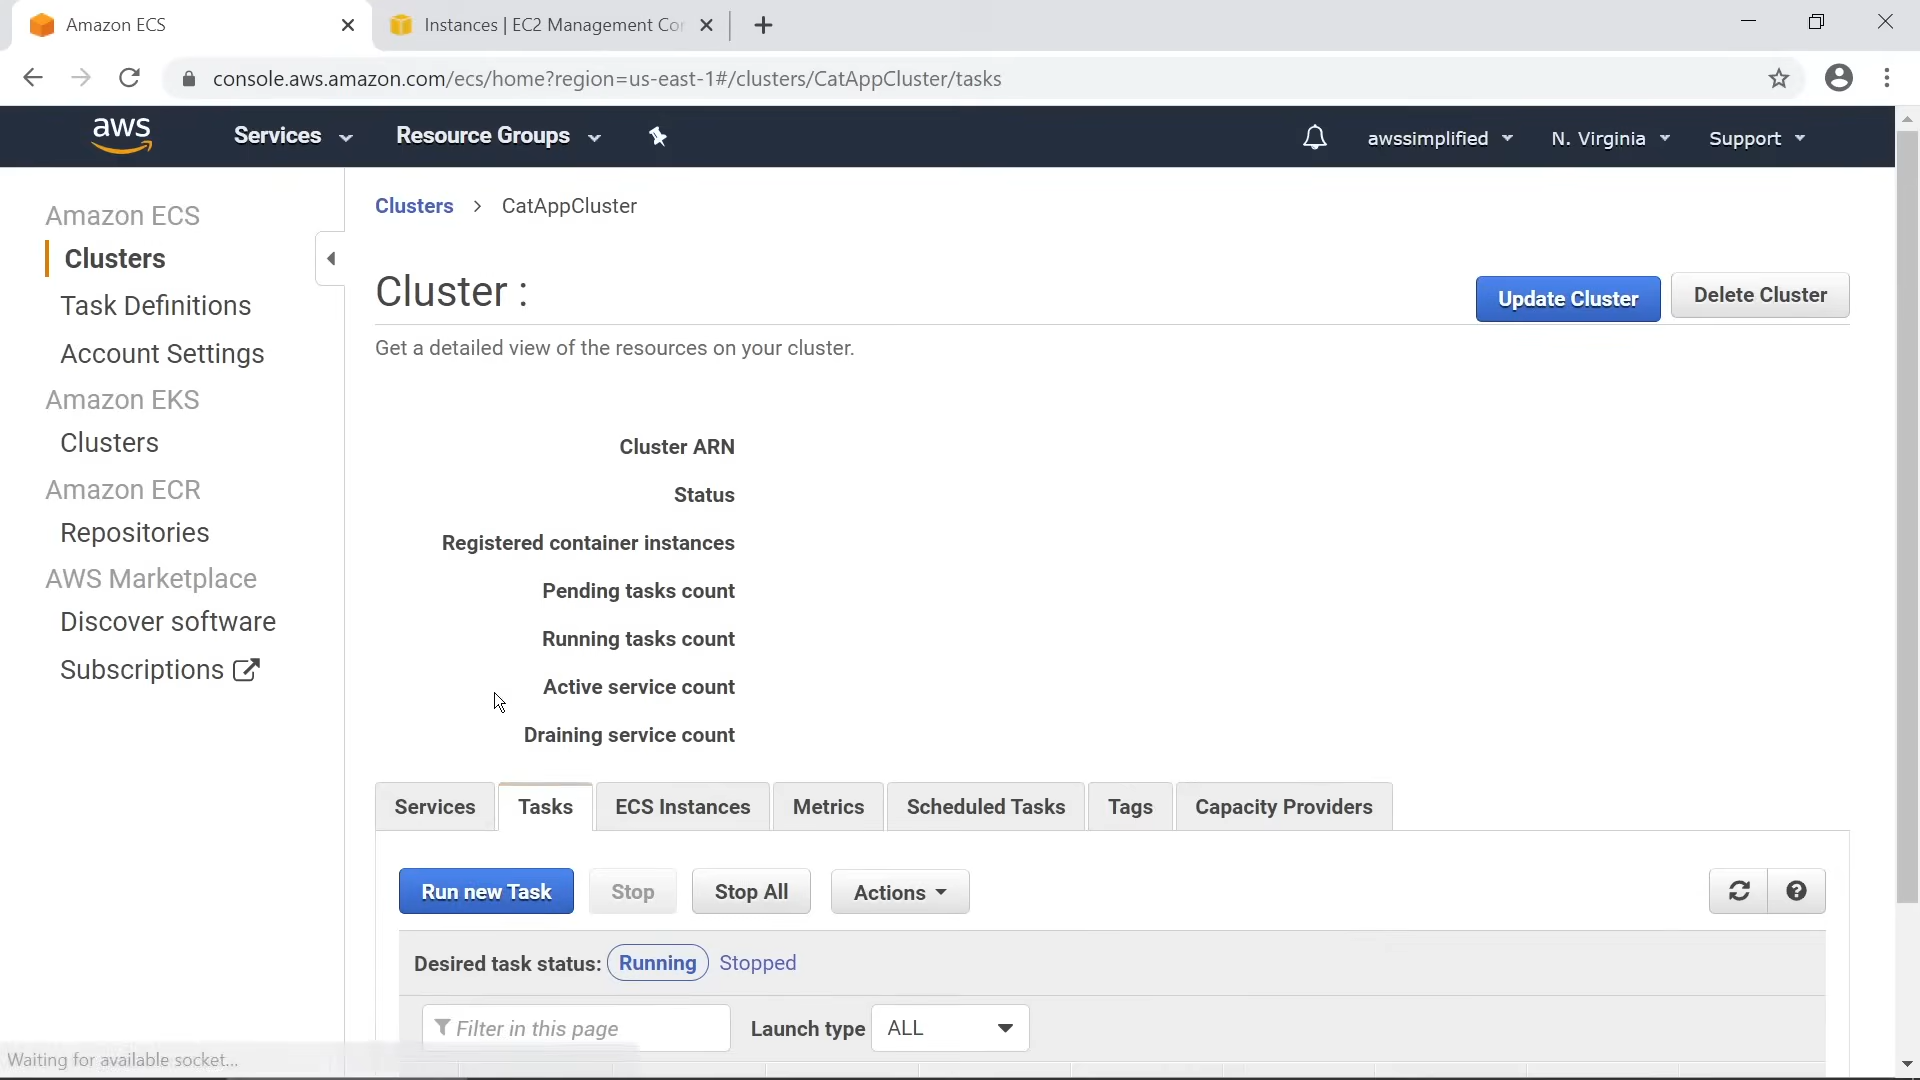 Amazon ECS
Instances | EC2 Management Co
console.aws.amazon.com/ecs/home?region=us-east-1#/clusters/CatAppCluster/tasks
aws
Services
Resource Groups
awssimplified
N. Virginia
Support
Amazon ECS
Clusters
Task Definitions
Account Settings
Amazon EKS
Clusters
Amazon ECR
Repositories
AWS Marketplace
Discover software
Subscriptions
Clusters > CatAppCluster
Cluster :
Update Cluster
Delete Cluster
Get a detailed view of the resources on your cluster.
Cluster ARN
Status
Registered container instances
Pending tasks count
Running tasks count
Active service count
Draining service count
Services
Tasks
ECS Instances
Metrics
Scheduled Tasks
Tags
Capacity Providers
Run new Task
Stop
Stop All
Actions
Desired task status: Running Stopped
Filter in this page
Launch type ALL
Waiting for available socket...